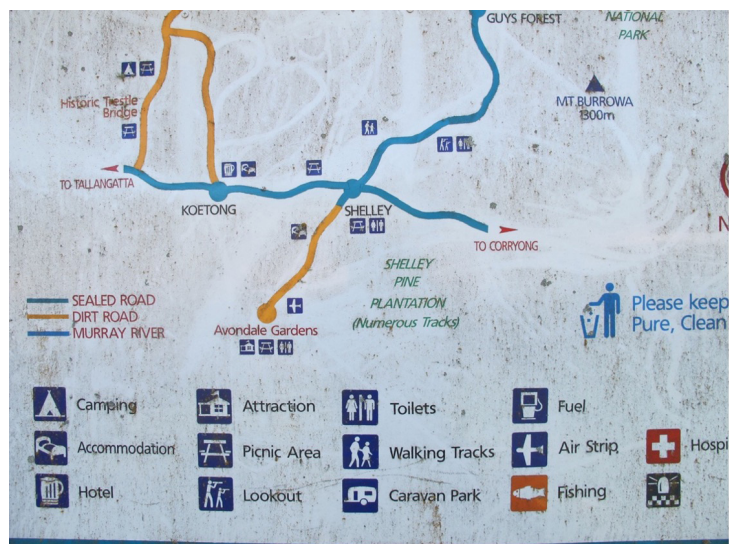 GUYS FOREST
NATIONAL
PARK
Historic Trestle
Bridge
MT.BURROWA
1300m
TO TALLANGATTA
KOETONG
SHELLEY
TO CORRYONG
SHELLEY
PINE
PLANTATION
(Numerous Tracks)
SEALED ROAD
DIRT ROAD
MURRAY RIVER
Avondale Gardens
Please keep
Pure, Clean
N
Camping
Attraction
Toilets
Fuel
Accommodation
Picnic Area
Walking Tracks
Air Strip
Hospi
Hotel
Lookout
Caravan Park
Fishing